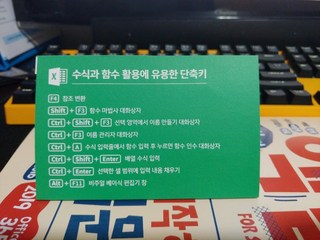 수식과 함수 활용에 유용한 단축키
F4 참조 변환
Shift + F3 함수 마법사 대화상자
Ctrl + Shift + F3 선택 영역에서 이름 만들기 대화상자
Ctrl + F3 이름 관리자 대화상자
Ctrl + A 수식 입력줄에서 함수 입력 후 누르면 함수 인수 대화상자
Ctrl + Shift + Enter 배열 수식 입력
Ctrl + Enter 선택한 셀 범위에 입력 내용 채우기
Alt + F11 비주얼 베이식 편집기 창
2016
Office
FOR